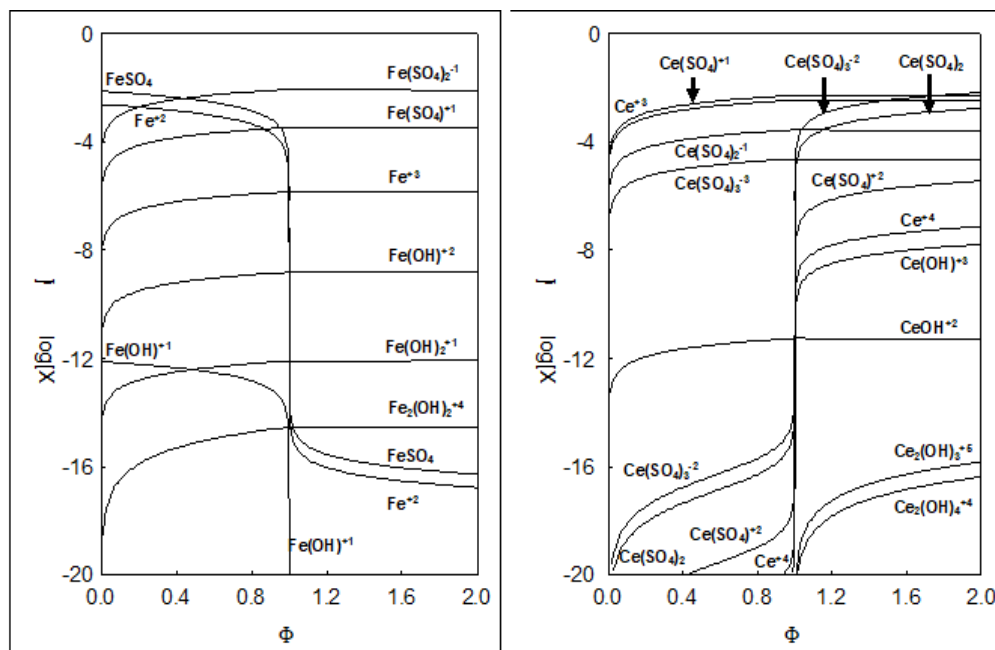 0
-4
-8
-12
-16
-20
log[X
]
FeSO4
Fe+2
Fe(SO4)2-1
Fe(SO4)+1
Fe+3
Fe(OH)+2
Fe(OH)+1
Fe(OH)2+1
Fe2(OH)2+4
FeSO4
Fe+2
Fe(OH)+1
0.0 0.4 0.8 1.2 1.6 2.0
Φ
0
-4
-8
-12
-16
-20
log[X
]
Ce(SO4)+1
Ce(SO4)3-2
Ce(SO4)2
Ce+3
Ce(SO4)2-1
Ce(SO4)3-3
Ce(SO4)+2
Ce+4
Ce(OH)+3
CeOH+2
Ce2(OH)3+5
Ce2(OH)4+4
Ce(SO4)3-2
Ce(SO4)2
Ce(SO4)+2
Ce+4
0.0 0.4 0.8 1.2 1.6 2.0
Φ